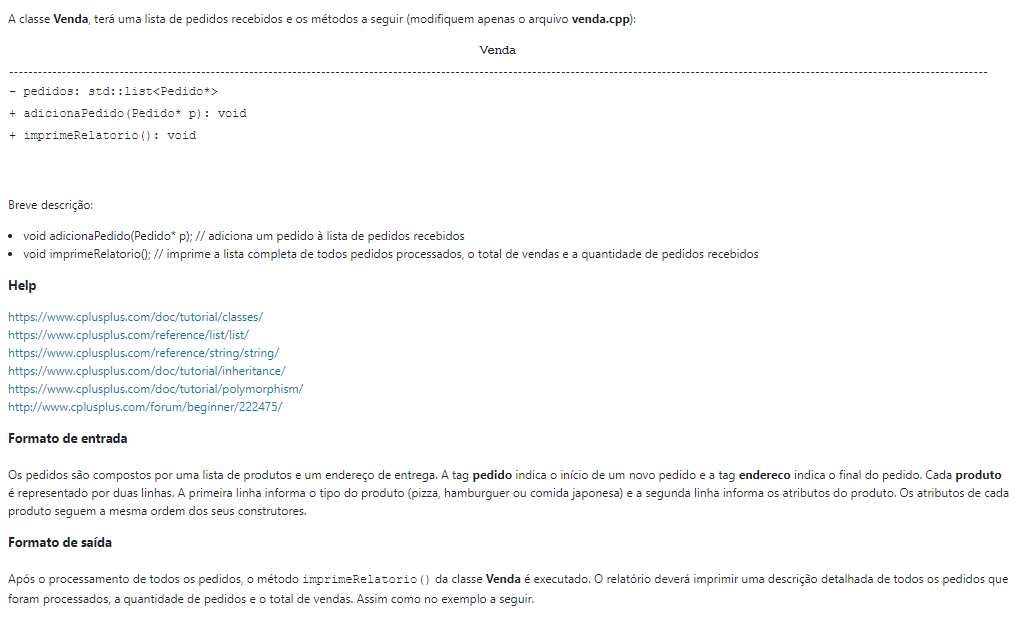 A classe Venda, terá uma lista de pedidos recebidos e os métodos a seguir (modifiquem apenas o arquivo venda.cpp):
Venda
----------------------------------------------------------------------------------------------------------------------------------------------------------------
- pedidos: std::list<Pedido*>
+ adicionaPedido(Pedido* p): void
+ imprimeRelatorio(): void
Breve descrição:
• void adicionaPedido(Pedido* p); // adiciona um pedido à lista de pedidos recebidos
• void imprimeRelatorio(); // imprime a lista completa de todos pedidos processados, o total de vendas e a quantidade de pedidos recebidos
Help
https://www.cplusplus.com/doc/tutorial/classes/
https://www.cplusplus.com/reference/list/list/
https://www.cplusplus.com/reference/string/string/
https://www.cplusplus.com/doc/tutorial/inheritance/
https://www.cplusplus.com/doc/tutorial/polymorphism/
http://www.cplusplus.com/forum/beginner/222475/
Formato de entrada
Os pedidos são compostos por uma lista de produtos e um endereço de entrega. A tag pedido indica o início de um novo pedido e a tag endereco indica o final do pedido. Cada produto
é representado por duas linhas. A primeira linha informa o tipo do produto (pizza, hamburguer ou comida japonesa) e a segunda linha informa os atributos do produto. Os atributos de cada
produto seguem a mesma ordem dos seus construtores.
Formato de saída
Após o processamento de todos os pedidos, o método imprimeRelatorio() da classe Venda é executado. O relatório deverá imprimir uma descrição detalhada de todos os pedidos que
foram processados, a quantidade de pedidos e o total de vendas. Assim como no exemplo a seguir.